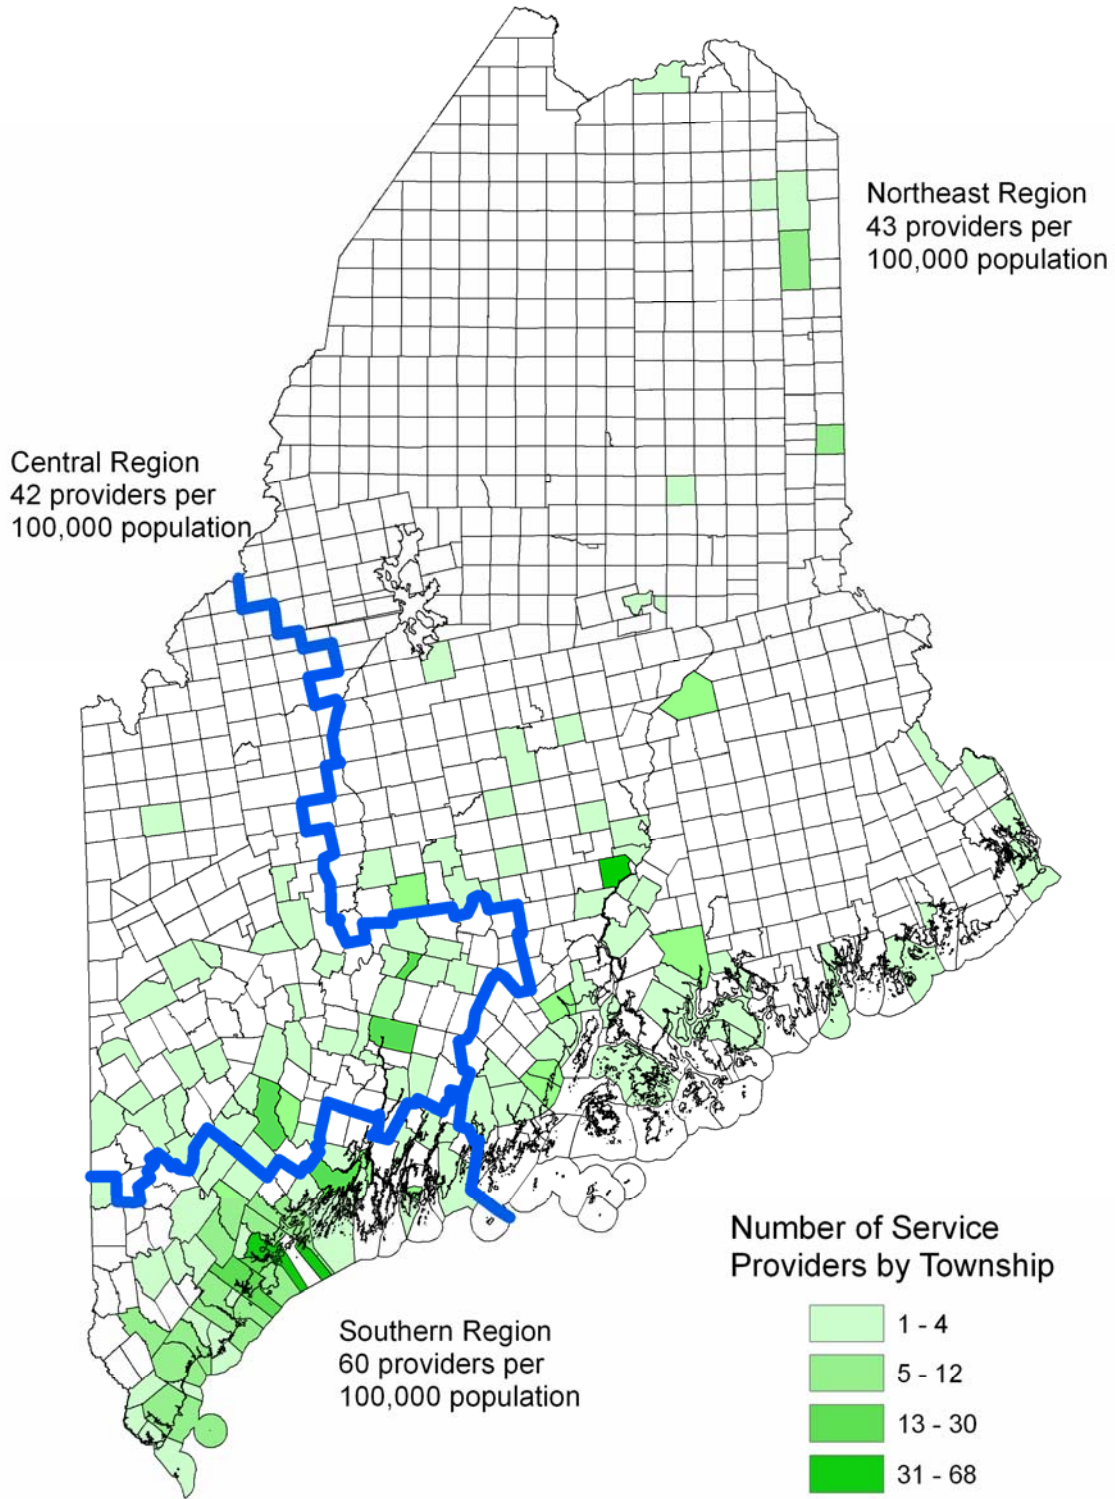 Northeast Region
43 providers per
100,000 population
Central Region
42 providers per
100,000 population
Southern Region
60 providers per
100,000 population
Number of Service
Providers by Township
1 - 4
5 - 12
13 - 30
31 - 68